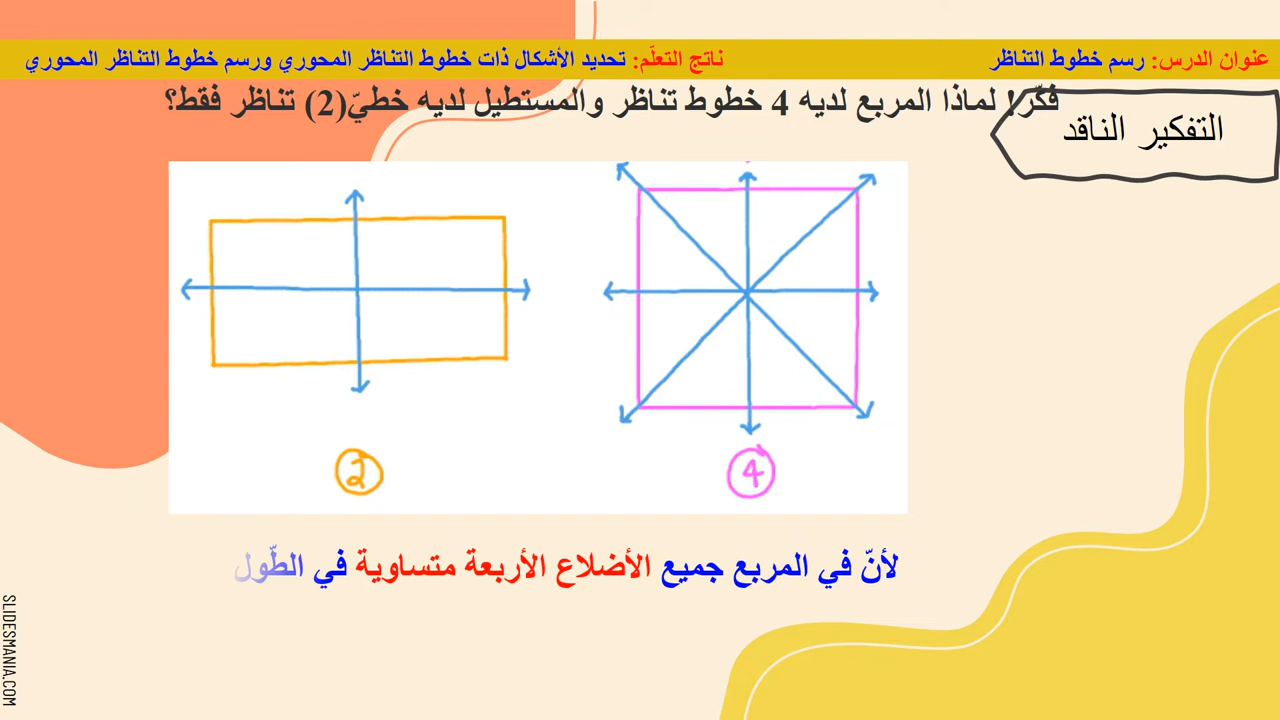 عنوان الدرس: رسم خطوط التناظر
ناتج التعلّم: تحديد الأشكال ذات خطوط التناظر المحوري ورسم خطوط التناظر المحوري
فكّر! لماذا المربع لديه 4 خطوط تناظر والمستطيل لديه خطيّ(2) تناظر فقط؟
التفكير الناقد
2
4
لأنّ في المربع جميع الأضلاع الأربعة متساوية في الطّول
SLIDESMANIA.COM